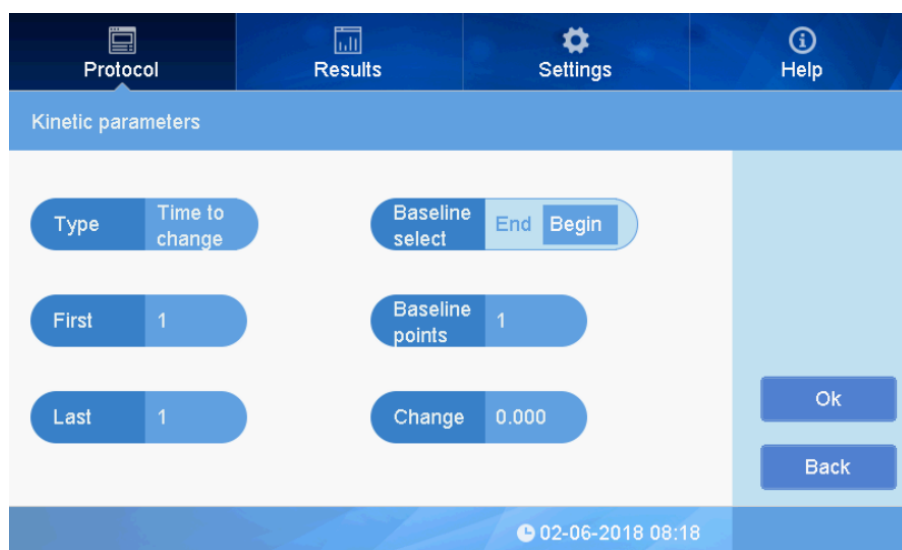 Protocol
Results
Settings
Help
Kinetic parameters
Type
Time to
change
Baseline
select
End
Begin
First
1
Baseline
points
1
Last
1
Change
0.000
Ok
Back
02-06-2018 08:18